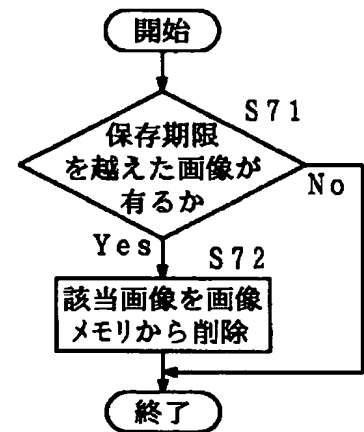 開始
S71
保存期限
を越えた画像が
有るか
No
Yes
S72
該当画像を画像
メモリから削除
終了